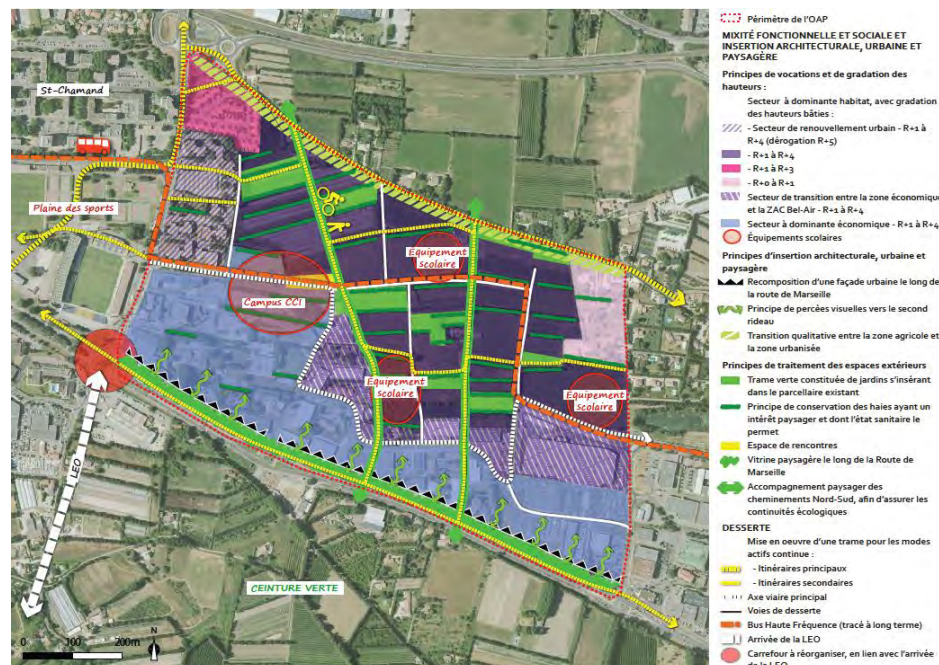 St-Chamand
Plaine des sports
Equipement
scolaire
Campus CCI
Equipement
scolaire
Equipement
scolaire
LEO
CEINTURE VERTE
0 100 200m
N
Périmètre de l'OAP
MIXITÉ FONCTIONNELLE ET SOCIALE ET
INSERTION ARCHITECTURALE, URBAINE ET
PAYSAGÈRE
Principes de vocations et de gradation des
hauteurs :
Secteur à dominante habitat, avec gradation
des hauteurs bâties :
- Secteur de renouvellement urbain - R+1 à
R+4 (dérogation R+5)
- R+1 à R+4
- R+1 à R+3
- R+0 à R+1
Secteur de transition entre la zone économique
et la ZAC Bel-Air - R+1 à R+4
Secteur à dominante économique - R+1 à R+4
Équipements scolaires
Principes d'insertion architecturale, urbaine et
paysagère
Recomposition d'une façade urbaine le long de
la route de Marseille
Principe de percées visuelles vers le second
rideau
Transition qualitative entre la zone agricole et
la zone urbanisée
Principes de traitement des espaces extérieurs
Trame verte constituée de jardins s'insérant
dans le parcellaire existant
Principe de conservation des haies ayant un
intérêt paysager et dont l'état sanitaire le
permet
Espace de rencontres
Vitrine paysagère le long de la Route de
Marseille
Accompagnement paysager des
cheminements Nord-Sud, afin d'assurer les
continuités écologiques
DESSERTE
Mise en oeuvre d'une trame pour les modes
actifs continue :
- Itinéraires principaux
- Itinéraires secondaires
Axe viaire principal
Voies de desserte
Bus Haute Fréquence (tracé à long terme)
Arrivée de la LEO
Carrefour à réorganiser, en lien avec l'arrivée
de la LEO